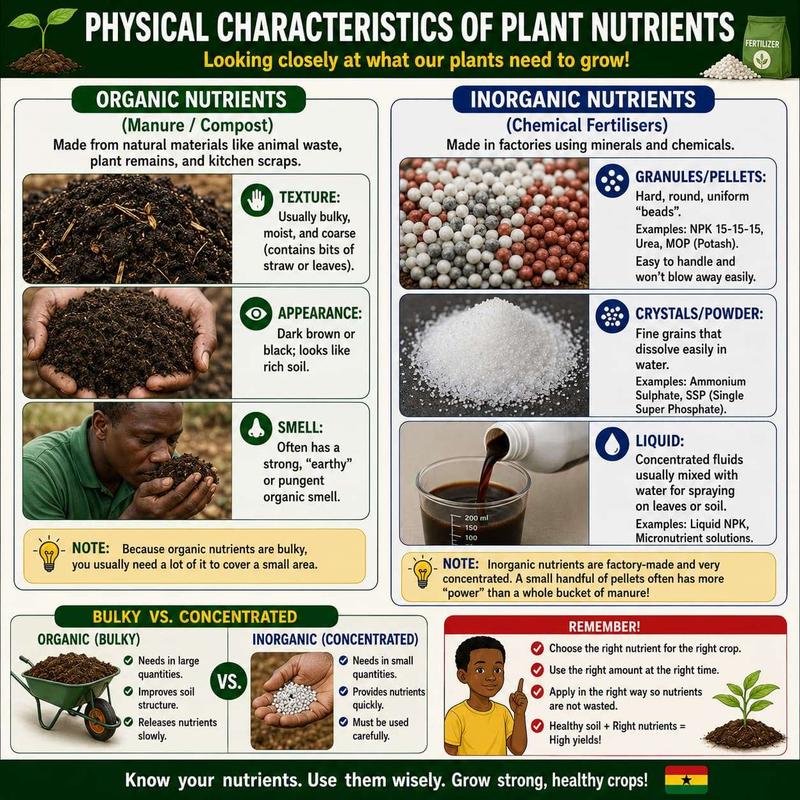 PHYSICAL CHARACTERISTICS OF PLANT NUTRIENTS
Looking closely at what our plants need to grow!
FERTILIZER
ORGANIC NUTRIENTS
(Manure / Compost)
Made from natural materials like animal waste,
plant remains, and kitchen scraps.
TEXTURE:
Usually bulky,
moist, and coarse
(contains bits of
straw or leaves).
APPEARANCE:
Dark brown or
black; looks like
rich soil.
SMELL:
Often has a
strong, “earthy”
or pungent
organic smell.
NOTE: Because organic nutrients are bulky,
you usually need a lot of it to cover a small area.
INORGANIC NUTRIENTS
(Chemical Fertilisers)
Made in factories using minerals and chemicals.
GRANULES/PELLETS:
Hard, round, uniform
“beads”.
Examples: NPK 15-15-15,
Urea, MOP (Potash).
Easy to handle and
won’t blow away easily.
CRYSTALS/POWDER:
Fine grains that
dissolve easily in
water.
Examples: Ammonium
Sulphate, SSP (Single
Super Phosphate).
200 ml
150
100
LIQUID:
Concentrated fluids
usually mixed with
water for spraying
on leaves or soil.
Examples: Liquid NPK,
Micronutrient solutions.
NOTE: Inorganic nutrients are factory-made and very
concentrated. A small handful of pellets often has more
“power” than a whole bucket of manure!
BULKY VS. CONCENTRATED
ORGANIC (BULKY)
Needs in large
quantities.
Improves soil
structure.
Releases nutrients
slowly.
VS.
INORGANIC (CONCENTRATED)
Needs in small
quantities.
Provides nutrients
quickly.
Must be used
carefully.
REMEMBER!
Choose the right nutrient for the right crop.
Use the right amount at the right time.
Apply in the right way so nutrients
are not wasted.
Healthy soil + Right nutrients =
High yields!
Know your nutrients. Use them wisely. Grow strong, healthy crops!